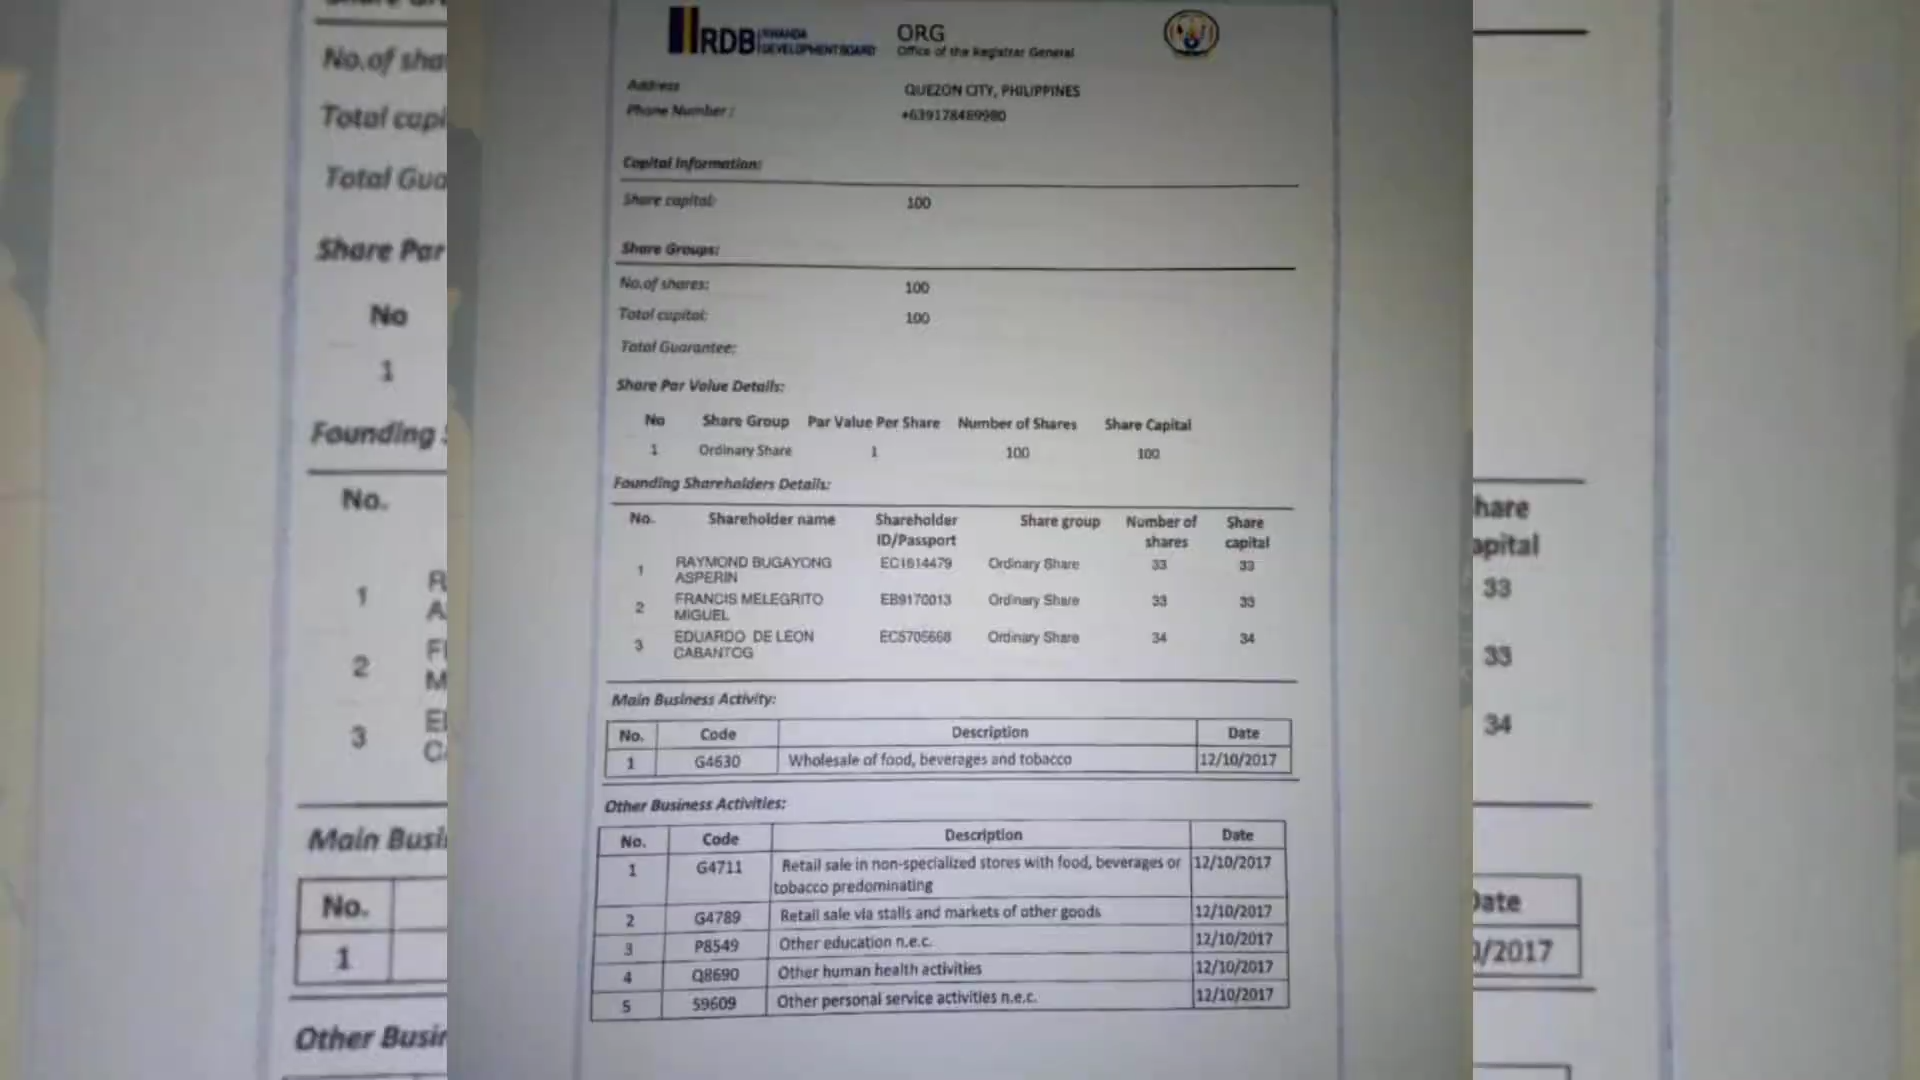 RDB RWANDA DEVELOPMENT BOARD
ORG
Office of the Registrar General
Address QUEZON CITY, PHILIPPINES
Phone Number: +639178489980
Capital Information:
Share capital: 100
Share Groups:
No.of shares: 100
Total capital: 100
Total Guarantee:
Share Par Value Details:
No Share Group Par Value Per Share Number of Shares Share Capital
1 Ordinary Share 1 100 100
Founding Shareholders Details:
No. Shareholder name Shareholder ID/Passport Share group Number of shares Share capital
1 RAYMOND BUGAYONG ASPERIN EC1614479 Ordinary Share 33 33
2 FRANCIS MELEGRITO MIGUEL EB9170013 Ordinary Share 33 33
3 EDUARDO DE LEON CABANTOG EC5705668 Ordinary Share 34 34
Main Business Activity:
No. Code Description Date
1 G4630 Wholesale of food, beverages and tobacco 12/10/2017
Other Business Activities:
No. Code Description Date
1 G4711 Retail sale in non-specialized stores with food, beverages or tobacco predominating 12/10/2017
2 G4789 Retail sale via stalls and markets of other goods 12/10/2017
3 P8549 Other education n.e.c. 12/10/2017
4 Q8690 Other human health activities 12/10/2017
5 S9609 Other personal service activities n.e.c. 12/10/2017